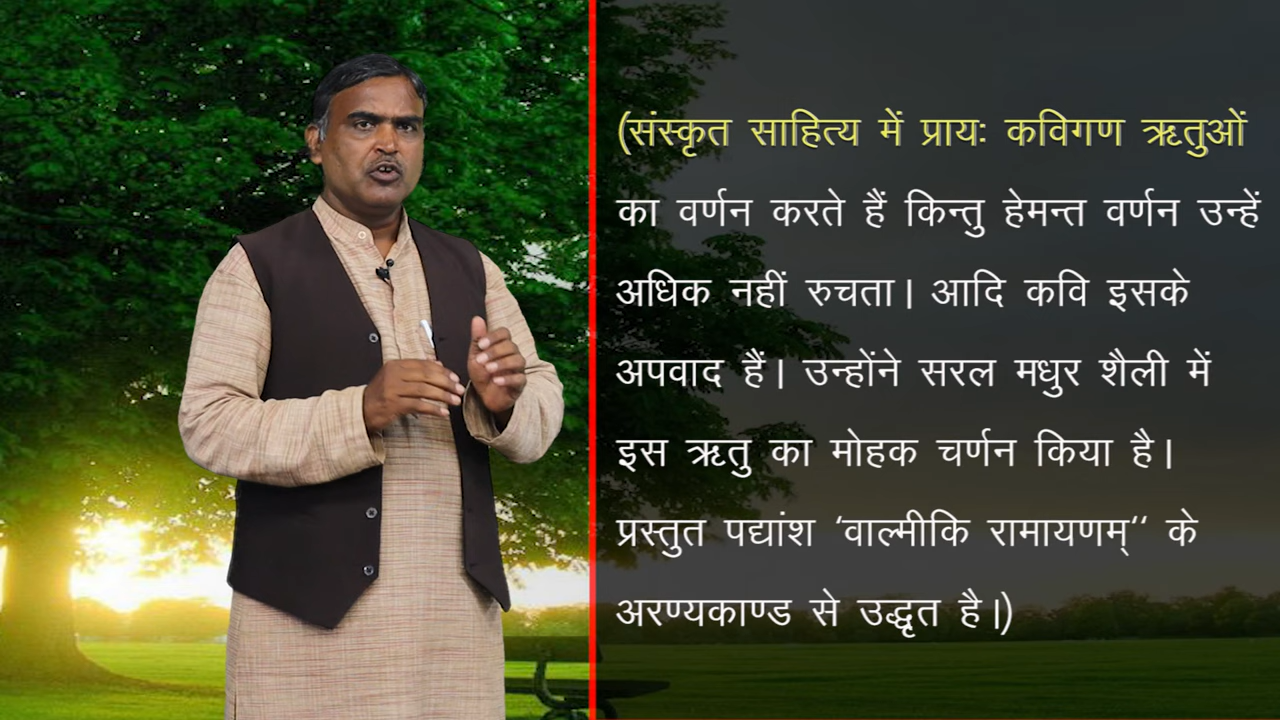 (संस्कृत साहित्य में प्रायः कविगण ऋतुओं
का वर्णन करते हैं किन्तु हेमन्त वर्णन उन्हें
अधिक नहीं रुचता। आदि कवि इसके
अपवाद हैं। उन्होंने सरल मधुर शैली में
इस ऋतु का मोहक चर्णन किया है।
प्रस्तुत पद्यांश ‘वाल्मीकि रामायणम्’’ के
अरण्यकाण्ड से उद्धृत है।)